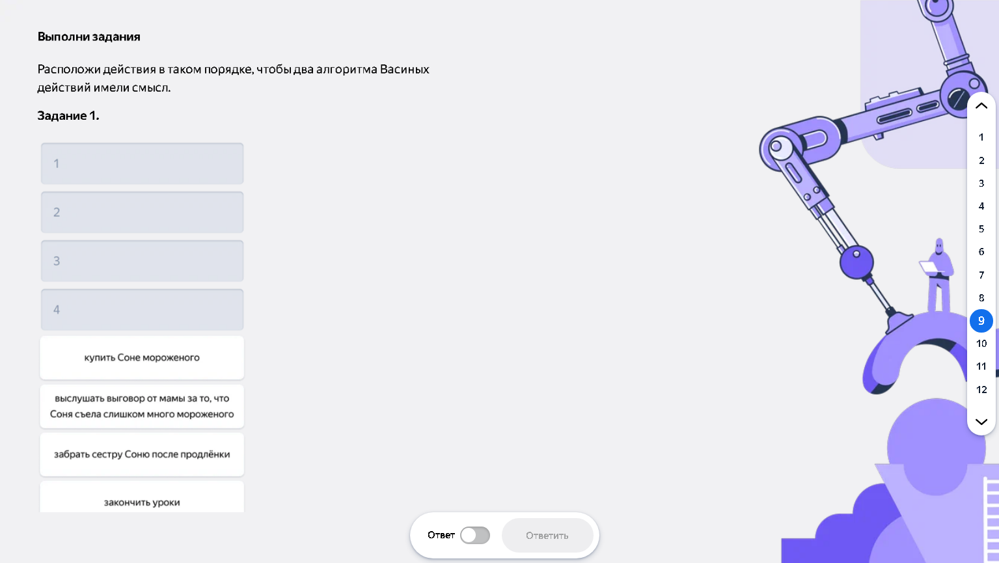 Выполни задания
Расположи действия в таком порядке, чтобы два алгоритма Васиных
действий имели смысл.
Задание 1.
1
2
3
4
купить Соне мороженого
выслушать выговор от мамы за то, что
Соня съела слишком много мороженого
забрать сестру Соню после продлёнки
закончить уроки
Ответ
Ответить
1
2
3
4
5
6
7
8
9
10
11
12